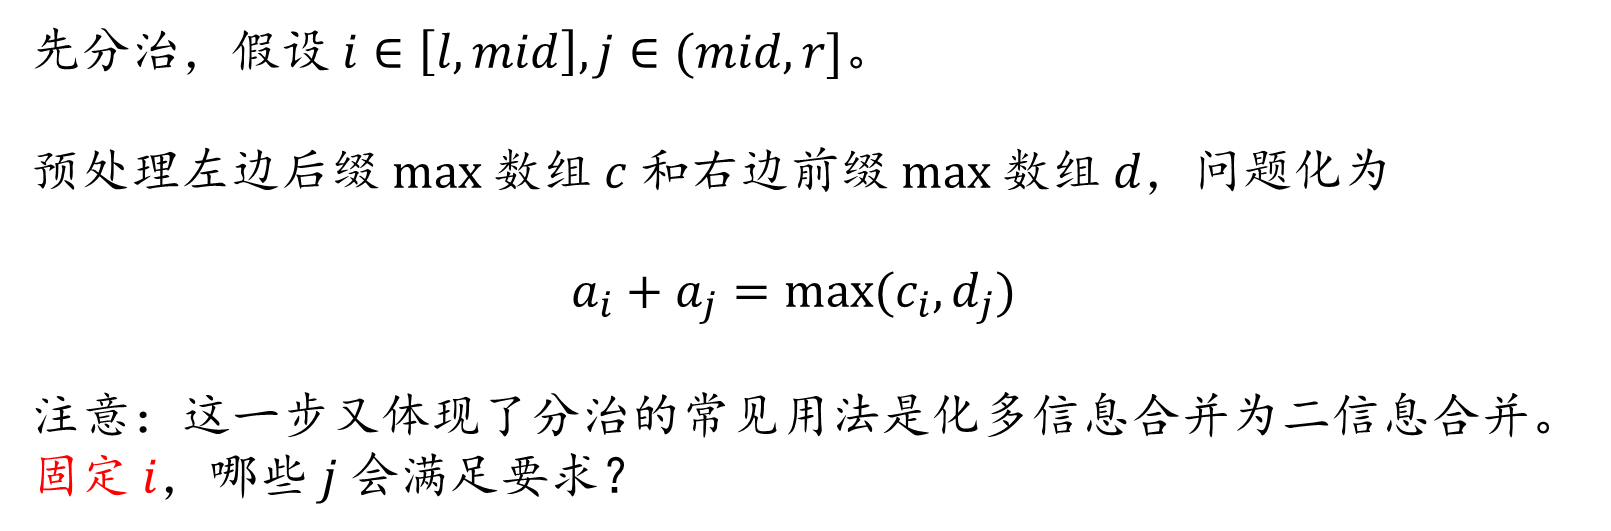 先分治，假设 i ∈ [l, mid], j ∈ (mid, r]。
预处理左边后缀 max 数组 c 和右边前缀 max 数组 d，问题化为
a_i + a_j = max(c_i, d_j)
注意：这一步又体现了分治的常见用法是化多信息合并为二信息合并。
固定 i，哪些 j 会满足要求？